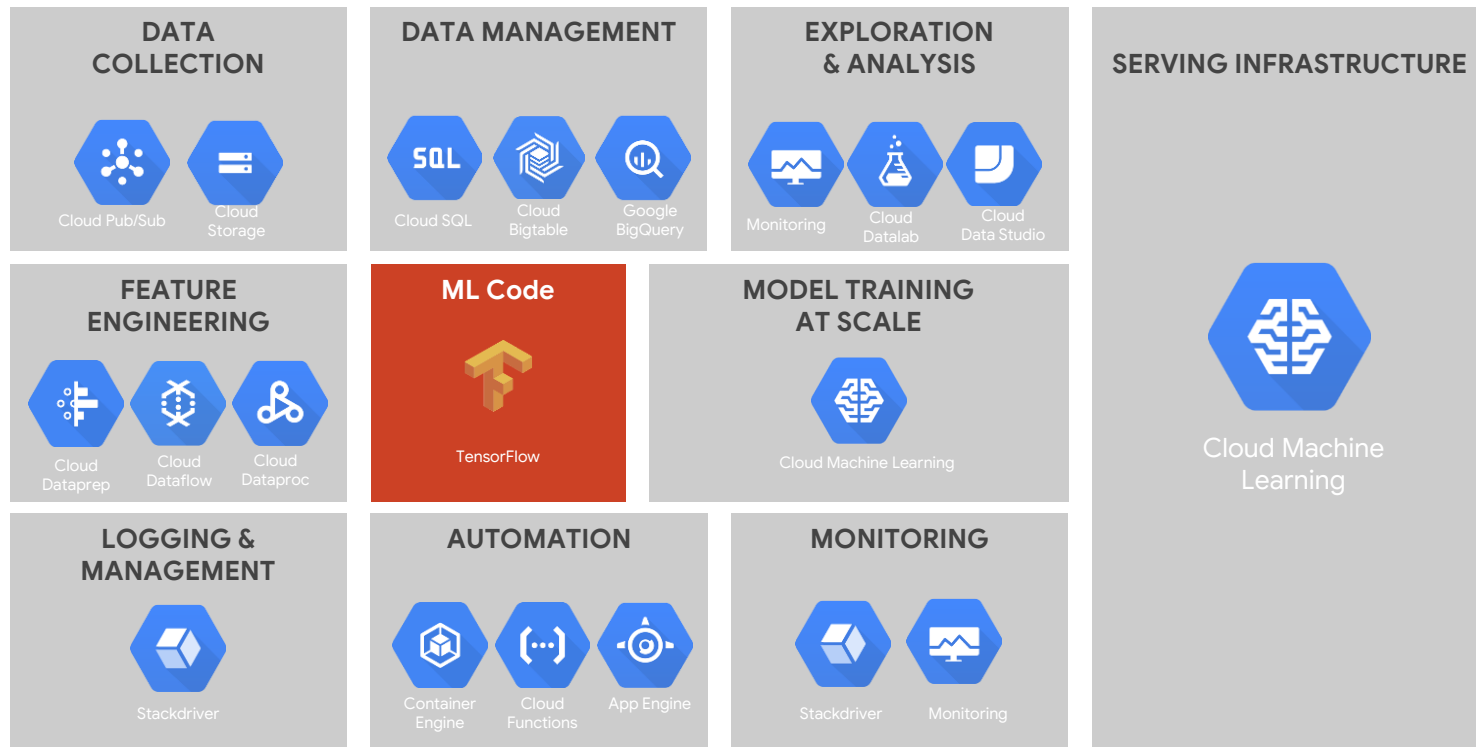 DATA
COLLECTION
Cloud Pub/Sub
Cloud
Storage
DATA MANAGEMENT
SQL
Cloud SQL
Cloud
Bigtable
Google
BigQuery
EXPLORATION
& ANALYSIS
Monitoring
Cloud
Datalab
Cloud
Data Studio
SERVING INFRASTRUCTURE
Cloud Machine
Learning
FEATURE
ENGINEERING
Cloud
Dataprep
Cloud
Dataflow
Cloud
Dataproc
ML Code
TensorFlow
MODEL TRAINING
AT SCALE
Cloud Machine Learning
LOGGING &
MANAGEMENT
Stackdriver
AUTOMATION
Container
Engine
Cloud
Functions
App Engine
MONITORING
Stackdriver
Monitoring